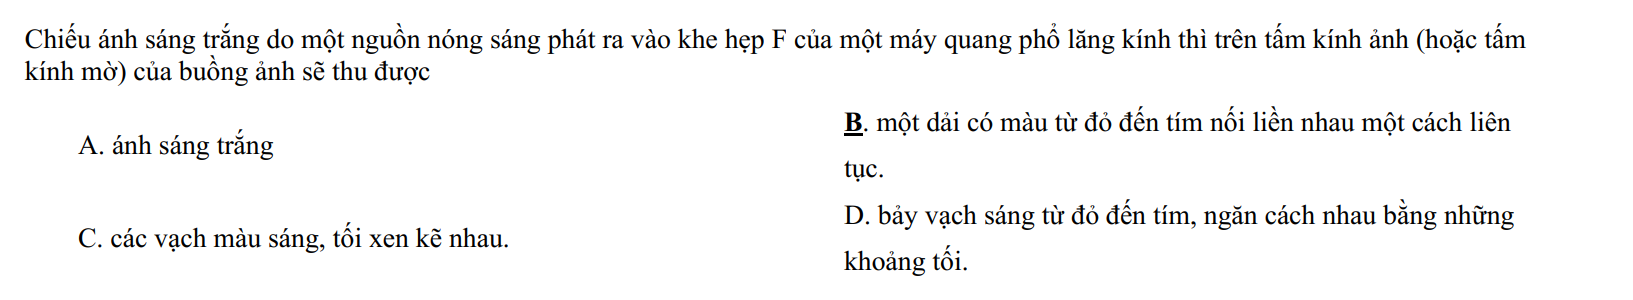 Chiếu ánh sáng trắng do một nguồn nóng sáng phát ra vào khe hẹp F của một máy quang phổ lăng kính thì trên tấm kính ảnh (hoặc tấm
kính mờ) của buồng ảnh sẽ thu được
A. ánh sáng trắng
B. một dải có màu từ đỏ đến tím nối liền nhau một cách liên
tục.
C. các vạch màu sáng, tối xen kẽ nhau.
D. bảy vạch sáng từ đỏ đến tím, ngăn cách nhau bằng những
khoảng tối.